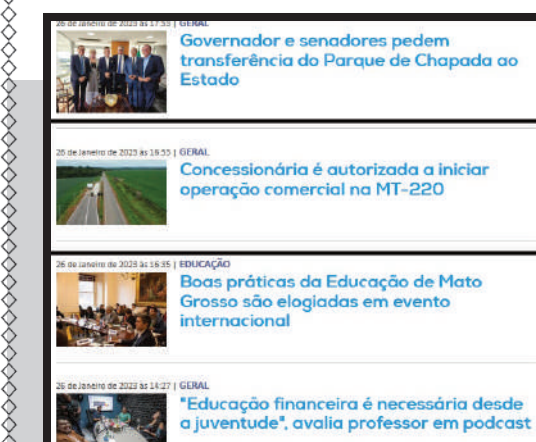 26 de Janeiro de 2023 às 17:53 | GERAL
Governador e senadores pedem
transferência do Parque de Chapada ao
Estado
26 de Janeiro de 2023 às 16:55 | GERAL
Concessionária é autorizada a iniciar
operação comercial na MT-220
26 de Janeiro de 2023 às 16:35 | EDUCAÇÃO
Boas práticas da Educação de Mato
Grosso são elogiadas em evento
internacional
26 de Janeiro de 2023 às 14:27 | GERAL
"Educação financeira é necessária desde
a juventude", avalia professor em podcast